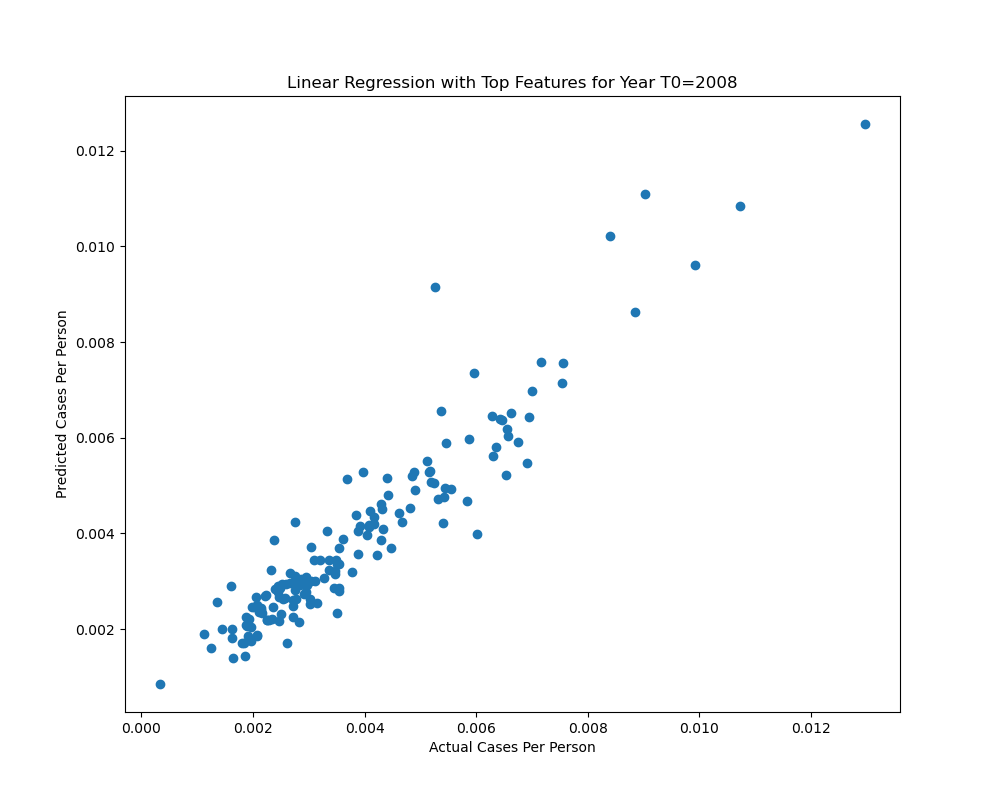 Linear Regression with Top Features for Year T0=2008
0.012
0.010
0.008
0.006
0.004
0.002
Predicted Cases Per Person
0.000 0.002 0.004 0.006 0.008 0.010 0.012
Actual Cases Per Person